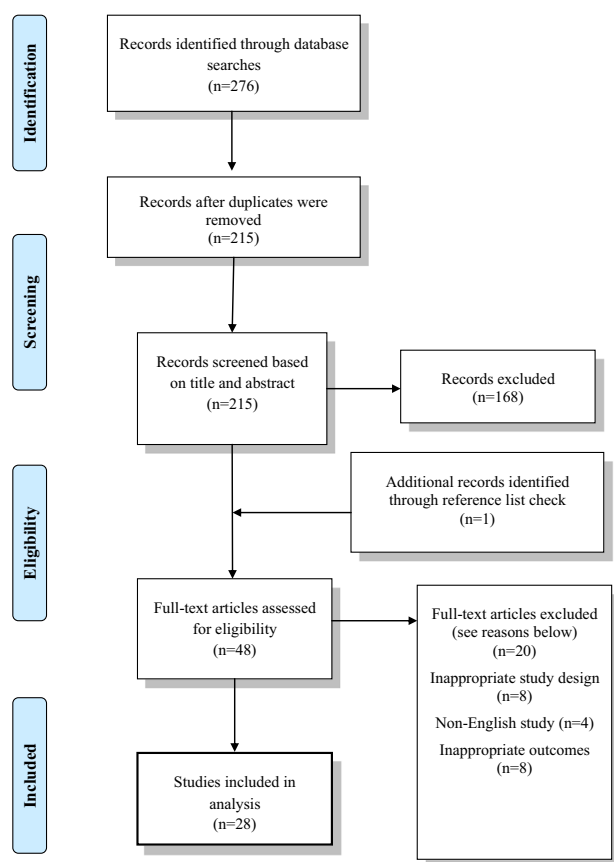 Identification
Records identified through database
searches
(n=276)
Records after duplicates were
removed
(n=215)
Screening
Records screened based
on title and abstract
(n=215)
Records excluded
(n=168)
Additional records identified
through reference list check
(n=1)
Eligibility
Full-text articles assessed
for eligibility
(n=48)
Full-text articles excluded
(see reasons below)
(n=20)
Inappropriate study design
(n=8)
Non-English study (n=4)
Inappropriate outcomes
(n=8)
Included
Studies included in
analysis
(n=28)